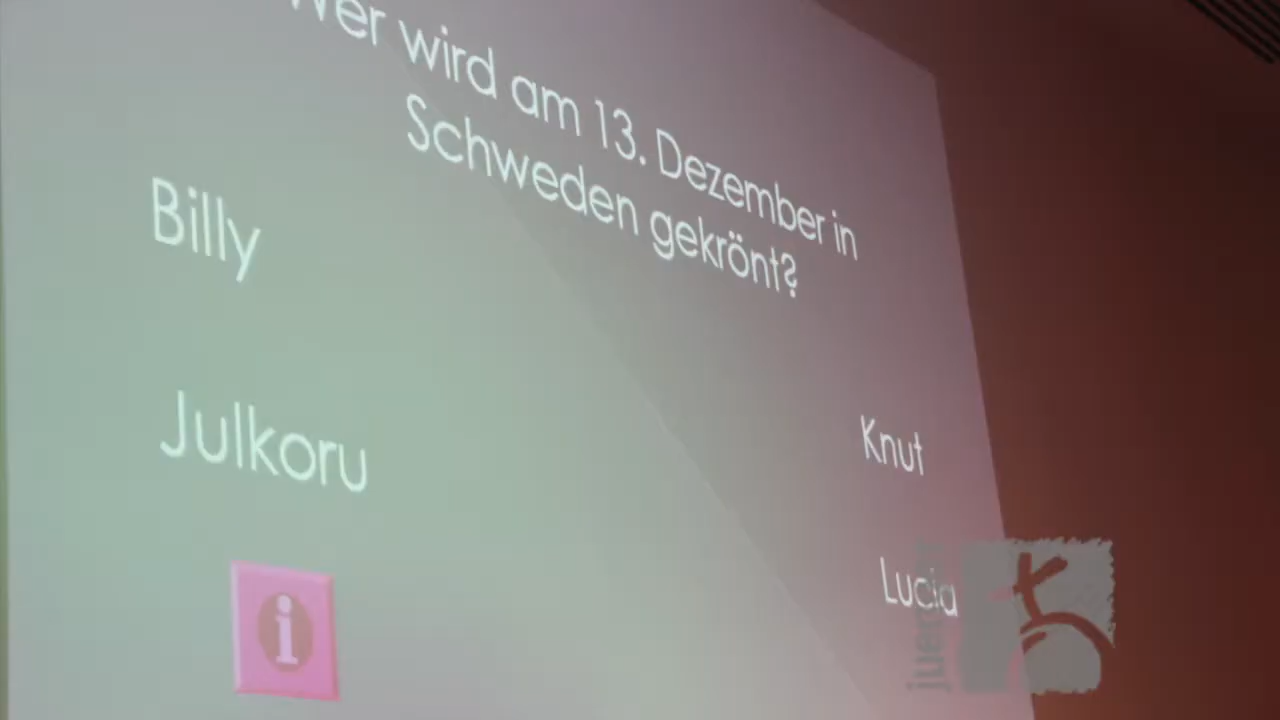 Wer wird am 13. Dezember in
Schweden gekrönt?
Billy
Julkoru
Knut
Lucia
i